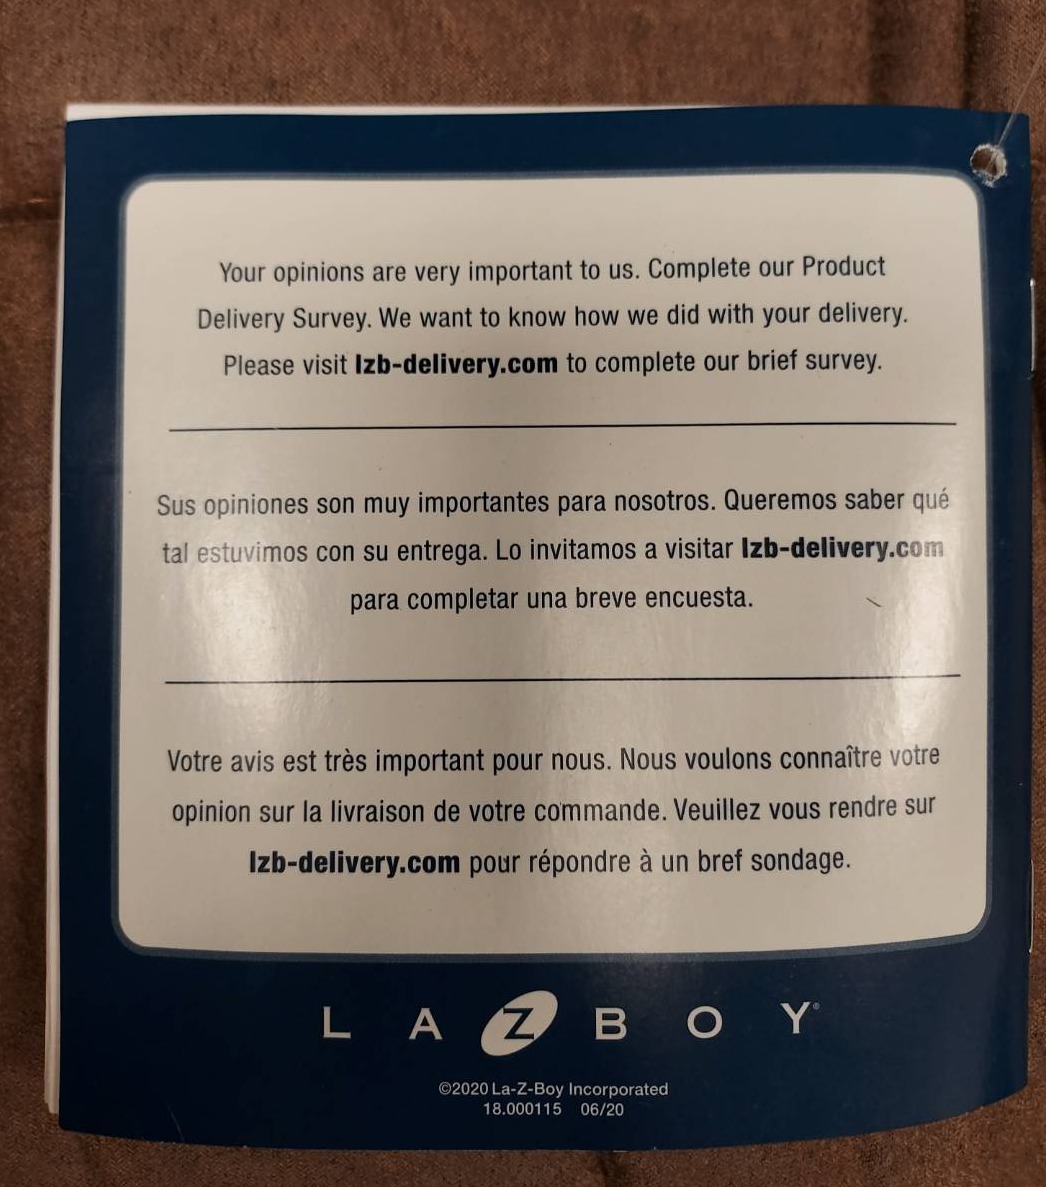 Your opinions are very important to us. Complete our Product
Delivery Survey. We want to know how we did with your delivery.
Please visit lzb-delivery.com to complete our brief survey.
Sus opiniones son muy importantes para nosotros. Queremos saber qué
tal estuvimos con su entrega. Lo invitamos a visitar lzb-delivery.com
para completar una breve encuesta.
Votre avis est très important pour nous. Nous voulons connaître votre
opinion sur la livraison de votre commande. Veuillez vous rendre sur
lzb-delivery.com pour répondre à un bref sondage.
L A Z B O Y®
©2020 La-Z-Boy Incorporated
18.000115 06/20